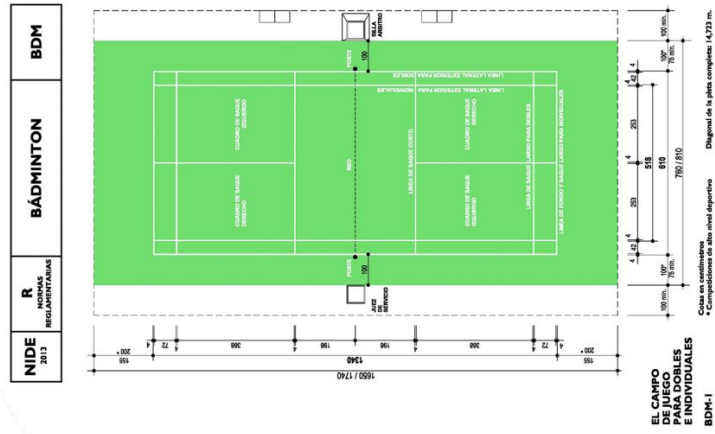 NIDE
2013
R
NORMAS
REGLAMENTARIAS
BÁDMINTON
BDM
SILLA
ARBITRO
POSTE
100
LINEA LATERAL EXTERIOR PARA DOBLES
LINEA LATERAL EXTERIOR PARA INDIVIDUALES
CUADRO DE SAQUE
IZQUIERDO
CUADRO DE SAQUE
DERECHO
RED
LINEA DE SAQUE CORTO
CUADRO DE SAQUE
DERECHO
CUADRO DE SAQUE
IZQUIERDO
LINEA DE SAQUE LARGO PARA DOBLES
LINEA DE FONDO Y SAQUE LARGO PARA INDIVIDUALES
POSTE
100
JUEZ
DE
SERVICIO
100 min.
100*
75 min.
4
42
4
253
4
253
4
42
4
100*
75 min.
100 min.
518
610
760 / 810
200 *
155
4
72
4
388
4
198
198
4
388
4
72
4
200 *
155
1340
1650 / 1740
EL CAMPO
DE JUEGO
PARA DOBLES
E INDIVIDUALES
BDM-1
Cotas en centímetros
* Competiciones de alto nivel deportivo
Diagonal de la pista completa: 14,723 m.